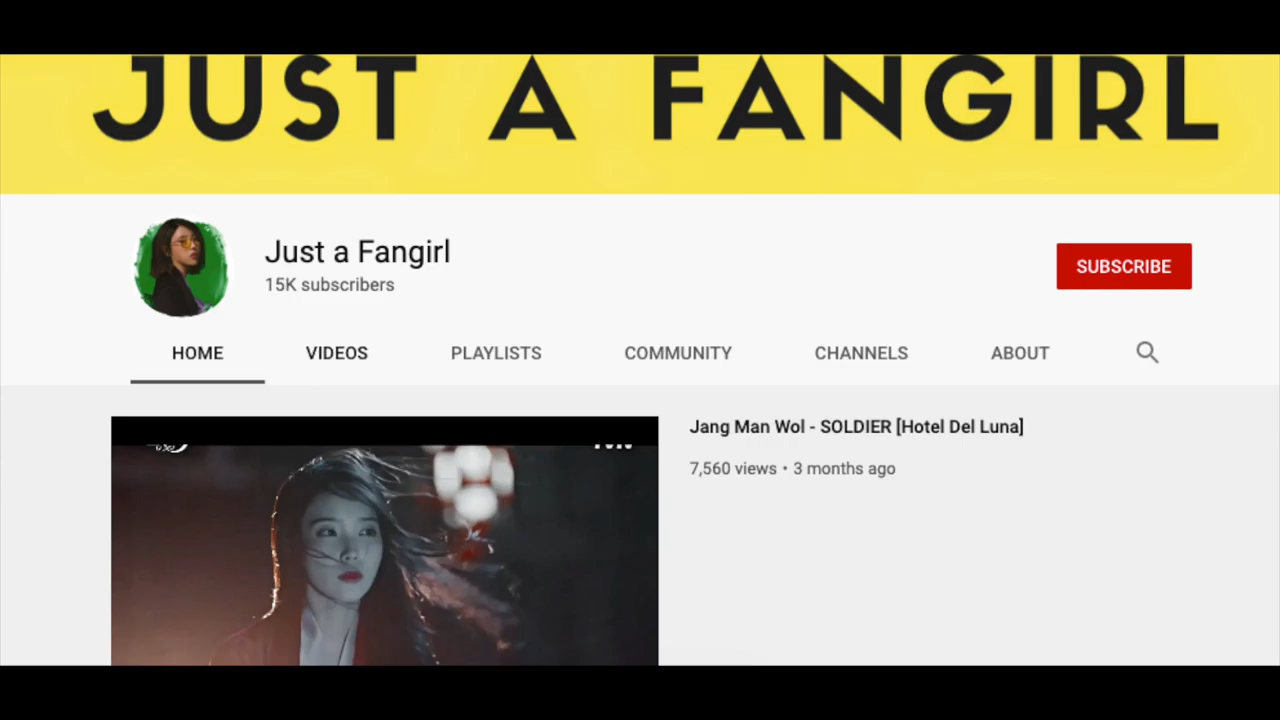 JUST A FANGIRL
Just a Fangirl
15K subscribers
SUBSCRIBE
HOME VIDEOS PLAYLISTS COMMUNITY CHANNELS ABOUT
Jang Man Wol - SOLDIER [Hotel Del Luna]
7,560 views • 3 months ago